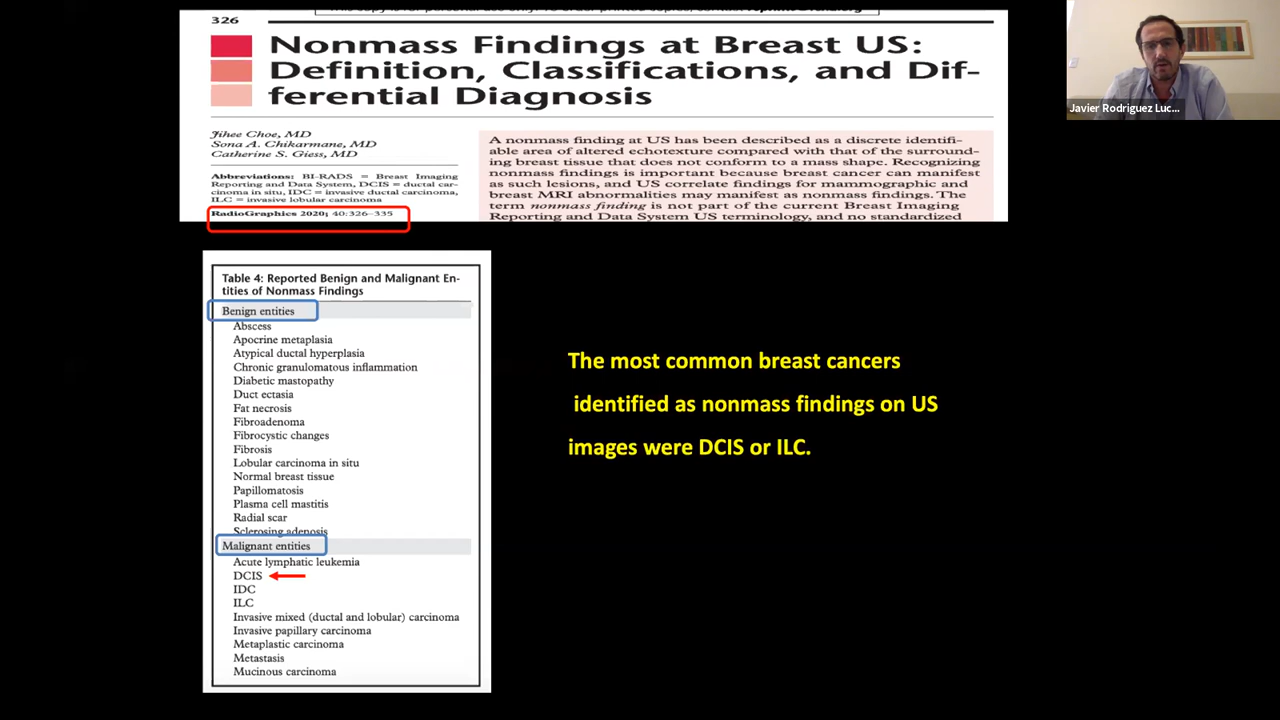 326
Nonmass Findings at Breast US:
Definition, Classifications, and Dif-
ferential Diagnosis
Jihee Choe, MD
Sona A. Chikarmane, MD
Catherine S. Giess, MD
Abbreviations: BI-RADS = Breast Imaging
Reporting and Data System, DCIS = ductal car-
cinoma in situ, IDC = invasive ductal carcinoma,
ILC = invasive lobular carcinoma
RadioGraphics 2020; 40:326–335
A nonmass finding at US has been described as a discrete identifi-
able area of altered echotexture compared with that of the surround-
ing breast tissue that does not conform to a mass shape. Recognizing
nonmass findings is important because breast cancer can manifest
as such lesions, and US correlate findings for mammographic and
breast MRI abnormalities may manifest as nonmass findings. The
term nonmass finding is not part of the current Breast Imaging
Reporting and Data System US terminology, and no standardized
Javier Rodriguez Luc...
Table 4: Reported Benign and Malignant En-
tities of Nonmass Findings
Benign entities
Abscess
Apocrine metaplasia
Atypical ductal hyperplasia
Chronic granulomatous inflammation
Diabetic mastopathy
Duct ectasia
Fat necrosis
Fibroadenoma
Fibrocystic changes
Fibrosis
Lobular carcinoma in situ
Normal breast tissue
Papillomatosis
Plasma cell mastitis
Radial scar
Sclerosing adenosis
Malignant entities
Acute lymphatic leukemia
DCIS
IDC
ILC
Invasive mixed (ductal and lobular) carcinoma
Invasive papillary carcinoma
Metaplastic carcinoma
Metastasis
Mucinous carcinoma
The most common breast cancers
identified as nonmass findings on US
images were DCIS or ILC.